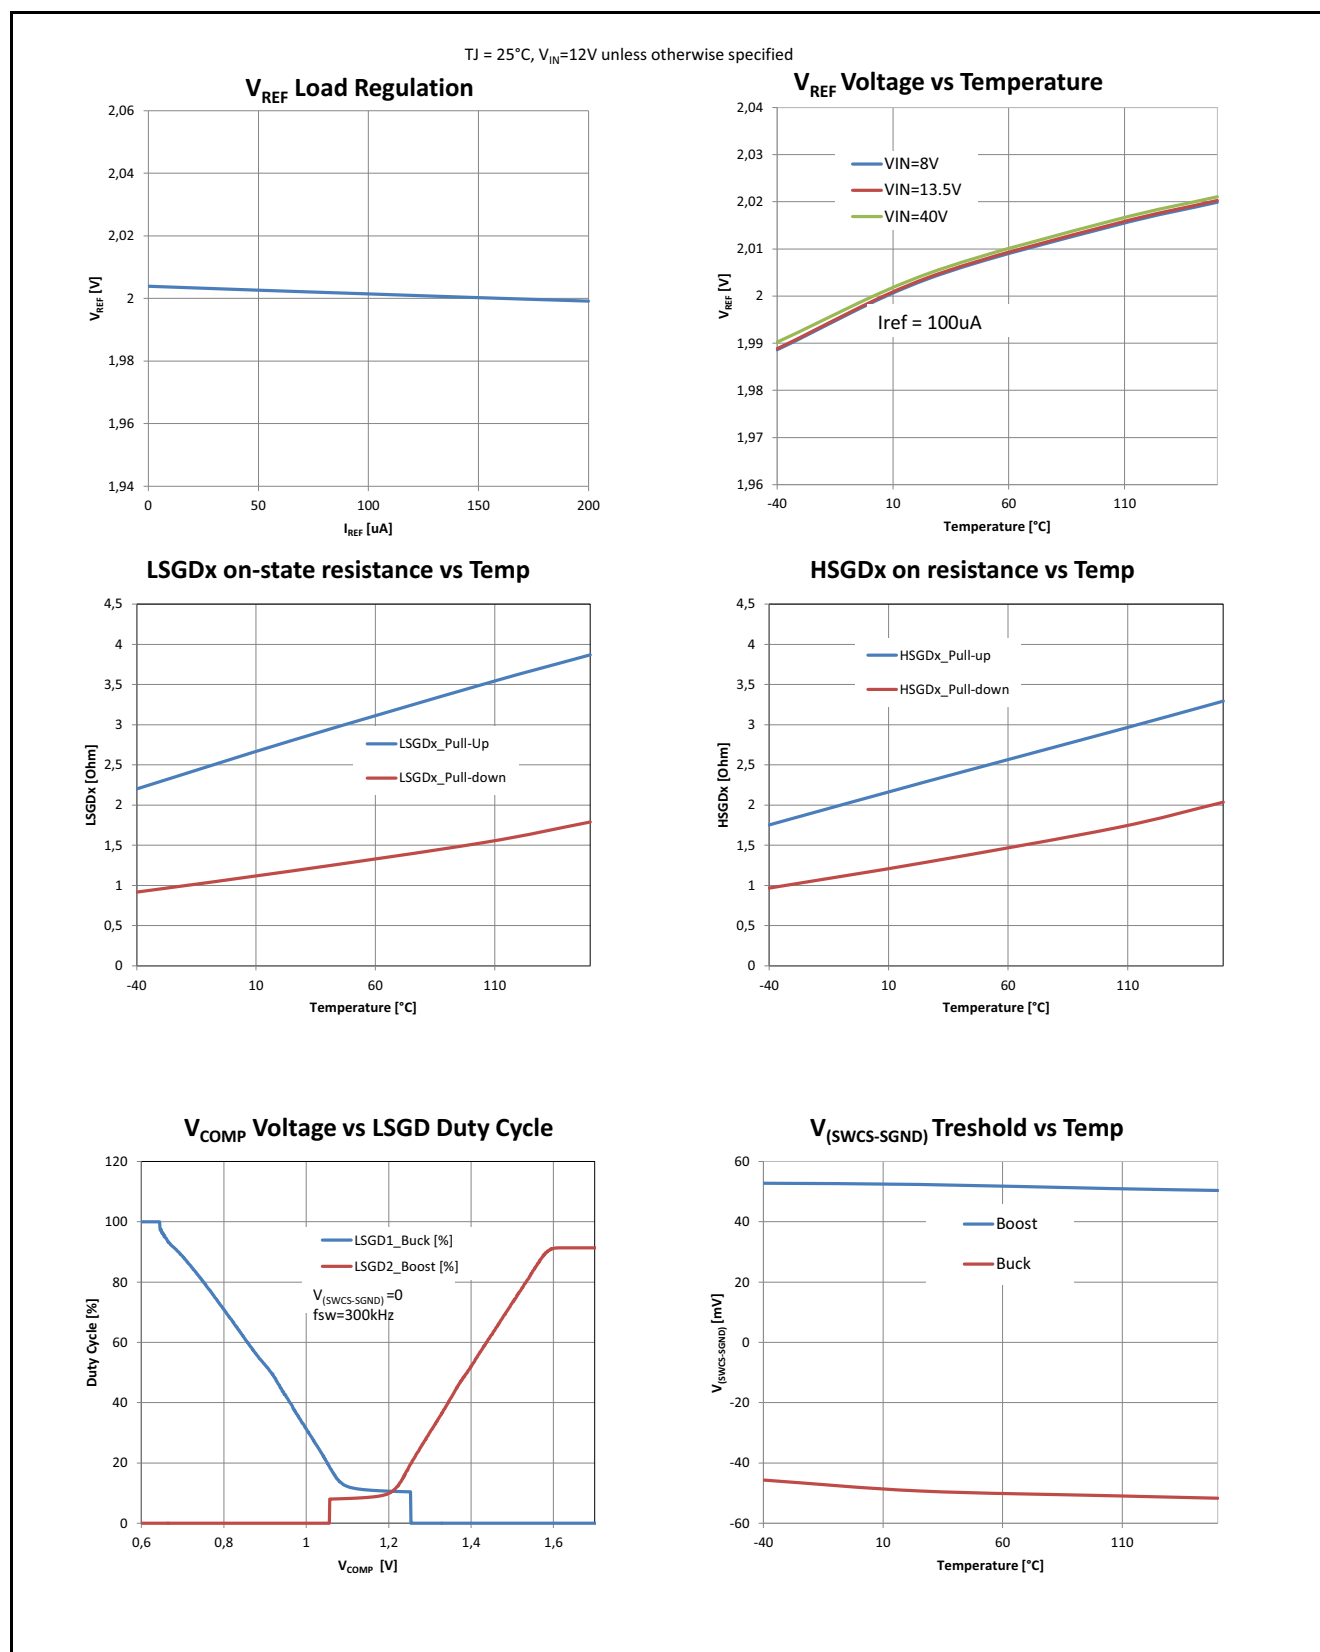 TJ = 25°C, VIN=12V unless otherwise specified
VREF Load Regulation
2,06
2,04
2,02
2
1,98
1,96
1,94
VREF [V]
0 50 100 150 200
IREF [uA]
VREF Voltage vs Temperature
2,04
2,03
2,02
2,01
2
1,99
1,98
1,97
1,96
VREF [V]
VIN=8V
VIN=13.5V
VIN=40V
Iref = 100uA
-40 10 60 110
Temperature [°C]
LSGDx on-state resistance vs Temp
4,5
4
3,5
3
2,5
2
1,5
1
0,5
0
LSGDx [Ohm]
LSGDx_Pull-Up
LSGDx_Pull-down
-40 10 60 110
Temperature [°C]
HSGDx on resistance vs Temp
4,5
4
3,5
3
2,5
2
1,5
1
0,5
0
HSGDx [Ohm]
HSGDx_Pull-up
HSGDx_Pull-down
-40 10 60 110
Temperature [°C]
VCOMP Voltage vs LSGD Duty Cycle
120
100
80
60
40
20
0
Duty Cycle [%]
LSGD1_Buck [%]
LSGD2_Boost [%]
V(SWCS-SGND) =0
fsw=300kHz
0,6 0,8 1 1,2 1,4 1,6
VCOMP [V]
V(SWCS-SGND) Treshold vs Temp
60
40
20
0
-20
-40
-60
V(SWCS-SGND) [mV]
Boost
Buck
-40 10 60 110
Temperature [°C]